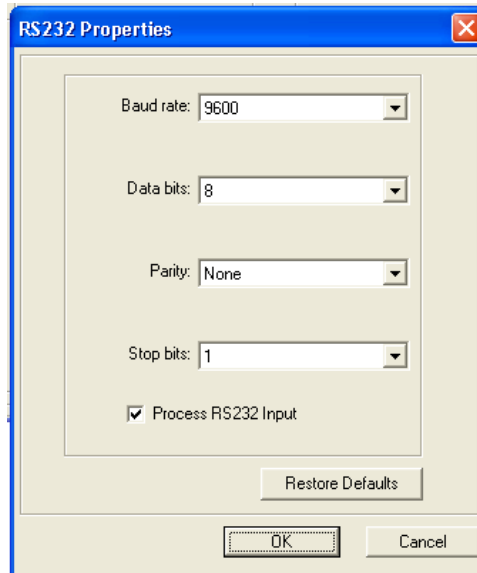 RS232 Properties
Baud rate: 9600
Data bits: 8
Parity: None
Stop bits: 1
Process RS232 Input
Restore Defaults
OK Cancel